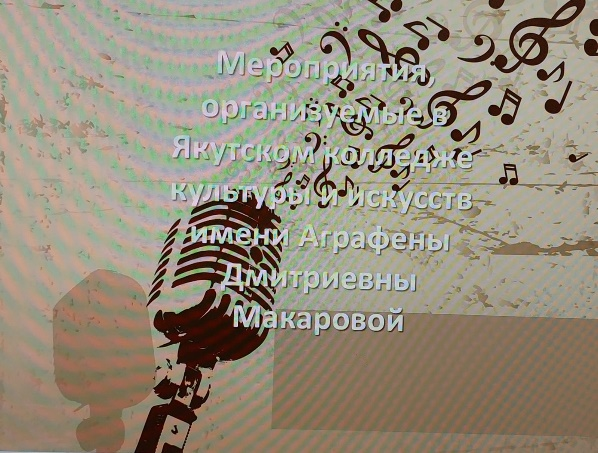 Мероприятия,
организуемые в
Якутском колледже
культуры и искусств
имени Аграфены
Дмитриевны
Макаровой